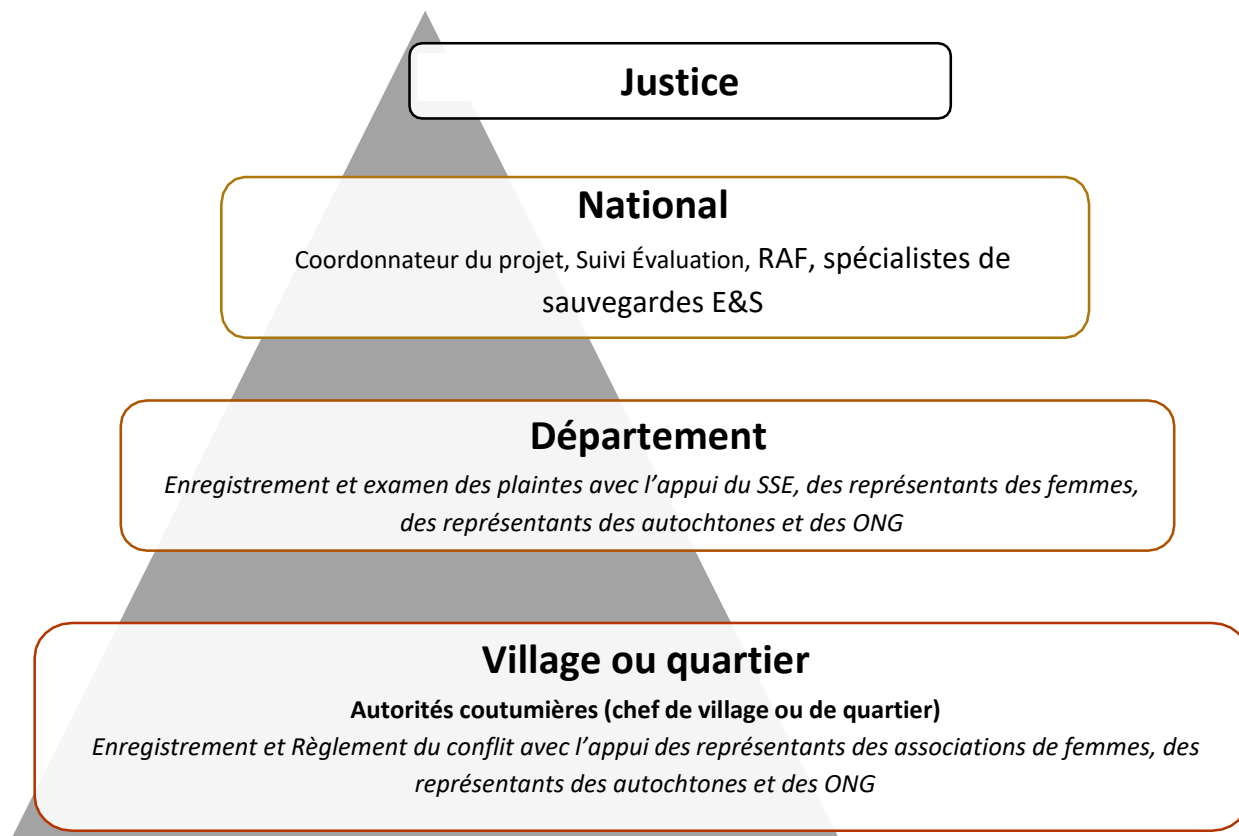 Justice
National
Coordonnateur du projet, Suivi Évaluation, RAF, spécialistes de
sauvegardes E&S
Département
Enregistrement et examen des plaintes avec l’appui du SSE, des représentants des femmes,
des représentants des autochtones et des ONG
Village ou quartier
Autorités coutumières (chef de village ou de quartier)
Enregistrement et Règlement du conflit avec l’appui des représentants des associations de femmes, des
représentants des autochtones et des ONG